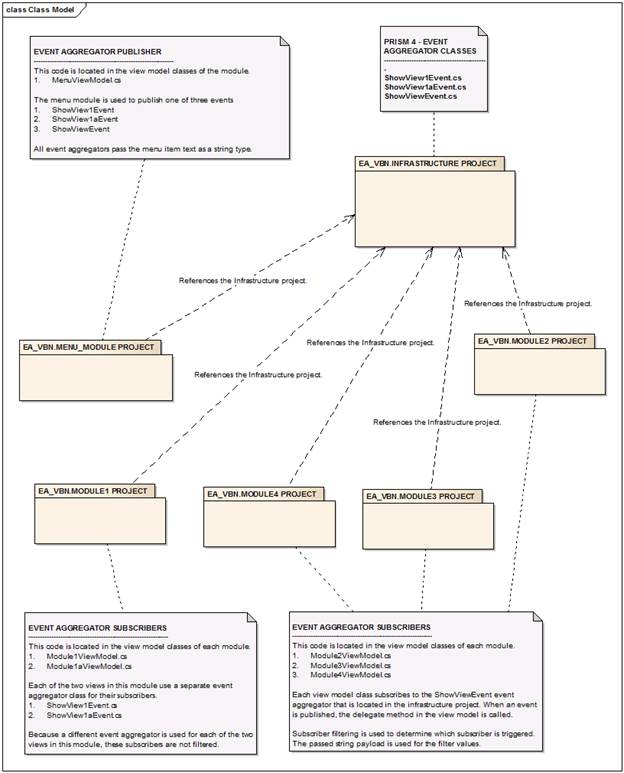 class Class Model
EVENT AGGREGATOR PUBLISHER
This code is located in the view model classes of the module.
1. MenuViewModel.cs
The menu module is used to publish one of three events
1. ShowView1Event
2. ShowView1aEvent
3. ShowViewEvent
All event aggregators pass the menu item text as a string type.
PRISM 4 - EVENT
AGGREGATOR CLASSES
-
ShowView1Event.cs
ShowView1aEvent.cs
ShowViewEvent.cs
EA_VBN.INFRASTRUCTURE PROJECT
References the Infrastructure project.
References the Infrastructure project.
References the Infrastructure project.
EA_VBN.MENU_MODULE PROJECT
EA_VBN.MODULE2 PROJECT
References the Infrastructure project.
References the Infrastructure project.
EA_VBN.MODULE1 PROJECT
EA_VBN.MODULE4 PROJECT
EA_VBN.MODULE3 PROJECT
EVENT AGGREGATOR SUBSCRIBERS
This code is located in the view model classes of each module.
1. Module1ViewModel.cs
2. Module1aViewModel.cs
Each of the two views in this module use a separate event
aggregator class for their subscribers.
1. ShowView1Event.cs
2. ShowView1aEvent.cs
Because a different event aggregator is used for each of the two
views in this module, these subscribers are not filtered.
EVENT AGGREGATOR SUBSCRIBERS
This code is located in the view model classes of each module.
1. Module2ViewModel.cs
2. Module3ViewModel.cs
3. Module4ViewModel.cs
Each view model class subscribes to the ShowViewEvent event
aggregator that is located in the infrastructure project. When an event
is published, the delegate method in the view model is called.
Subscriber filtering is used to determine which subscriber is triggered.
The passed string payload is used for the filter values.